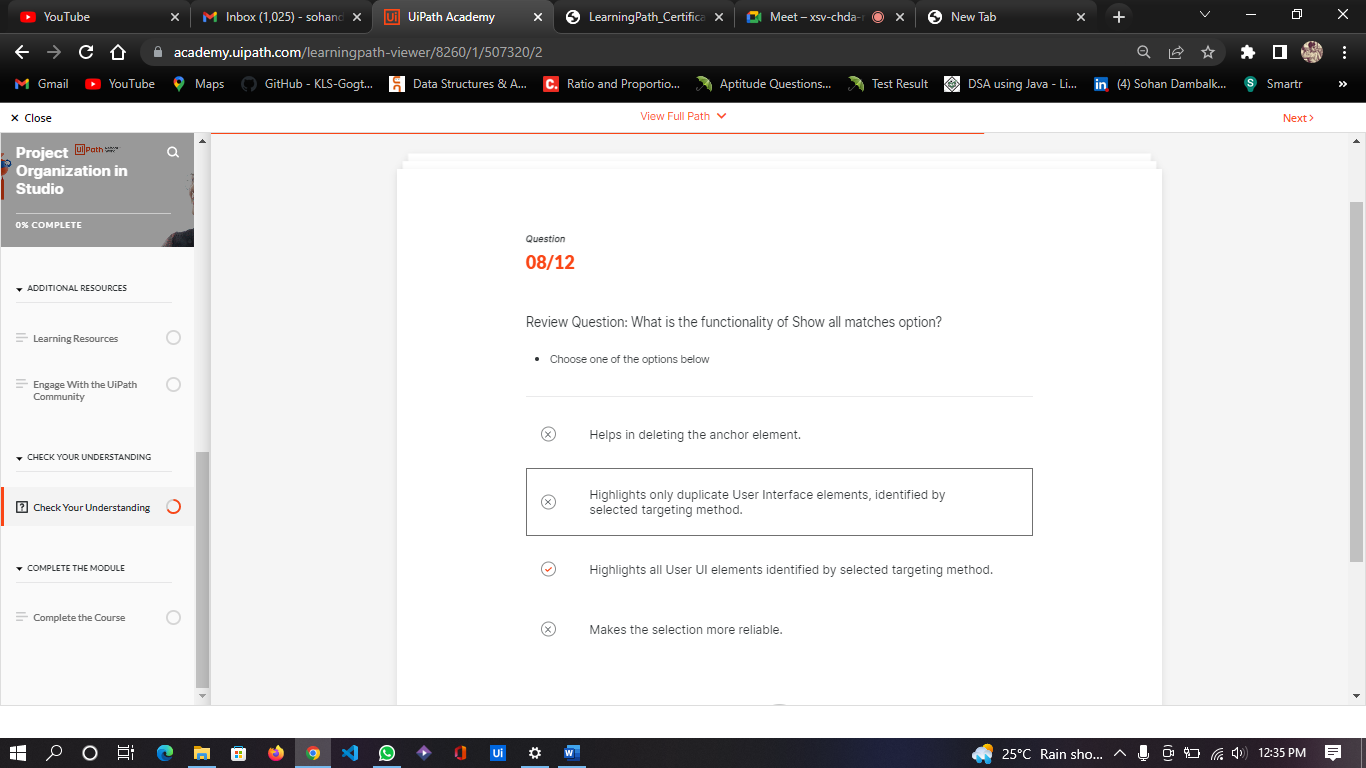 YouTube
Inbox (1,025) - sohand
UiPath Academy
LearningPath_Certifica
Meet – xsv-chda-
New Tab
academy.uipath.com/learningpath-viewer/8260/1/507320/2
Gmail
YouTube
Maps
GitHub - KLS-Gogt...
Data Structures & A...
Ratio and Proportio...
Aptitude Questions...
Test Result
DSA using Java - Li...
(4) Sohan Dambalk...
Smartr
»
Close
View Full Path
Next
Project
Organization in
Studio
UiPath
0% COMPLETE
ADDITIONAL RESOURCES
Learning Resources
Engage With the UiPath
Community
CHECK YOUR UNDERSTANDING
Check Your Understanding
COMPLETE THE MODULE
Complete the Course
Question
08/12
Review Question: What is the functionality of Show all matches option?
• Choose one of the options below
Helps in deleting the anchor element.
Highlights only duplicate User Interface elements, identified by
selected targeting method.
Highlights all User UI elements identified by selected targeting method.
Makes the selection more reliable.
25°C Rain sho...
12:35 PM